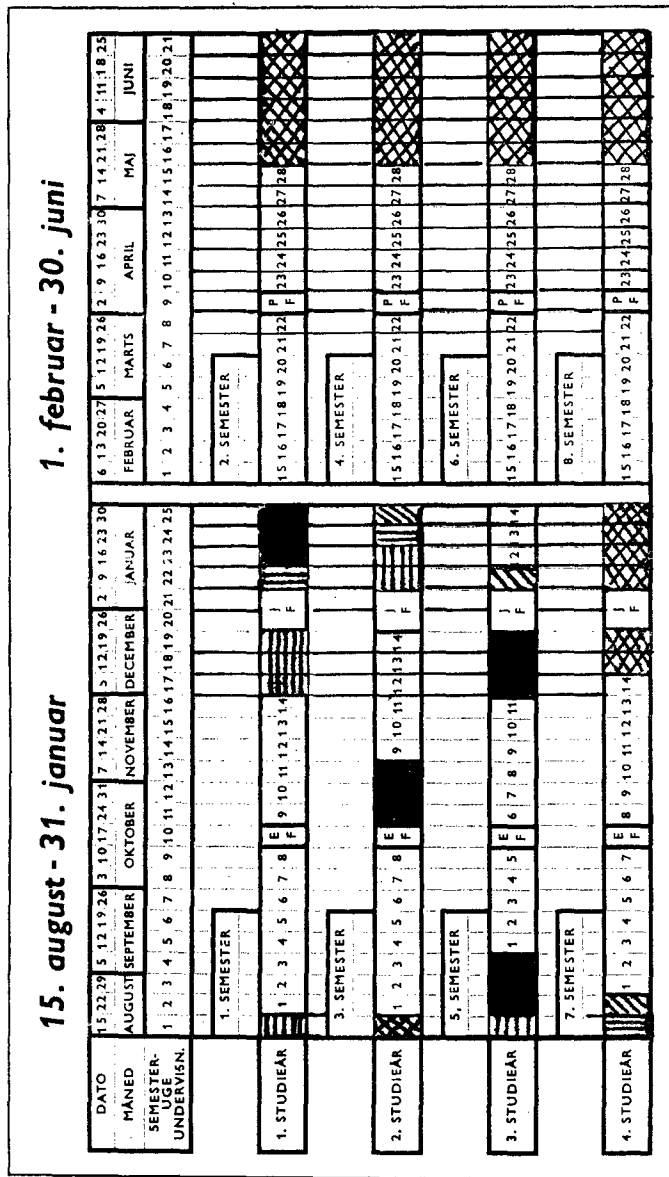 15. august - 31. januar
1. februar - 30. juni
DATO 15 22 29 5 12 19 26 3 10 17 24 31 7 14 21 28 5 12 19 26 2 9 16 23 30 6 13 20 27 5 12 19 26 2 9 16 23 30 7 14 21 28 4 11 18 25
MÅNED AUGUST SEPTEMBER OKTOBER NOVEMBER DECEMBER JANUAR FEBRUAR MARTS APRIL MAJ JUNI
SEMESTER-
UGE
UNDERVISN. 1 2 3 4 5 6 7 8 9 10 11 12 13 14 15 16 17 18 19 20 21 22 23 24 25 1 2 3 4 5 6 7 8 9 10 11 12 13 14 15 16 17 18 19 20 21
1. SEMESTER 2. SEMESTER
1. STUDIEÅR 1 2 3 4 5 6 7 8 E F 9 10 11 12 13 14 J F 15 16 17 18 19 20 21 22 P F 23 24 25 26 27 28
3. SEMESTER 4. SEMESTER
2. STUDIEÅR 1 2 3 4 5 6 7 8 E F 9 10 11 12 13 14 J F 15 16 17 18 19 20 21 22 P F 23 24 25 26 27 28
5. SEMESTER 6. SEMESTER
3. STUDIEÅR 1 2 3 4 5 E F 6 7 8 9 10 11 J F 12 13 14 15 16 17 18 19 20 21 22 P F 23 24 25 26 27 28
7. SEMESTER 8. SEMESTER
4. STUDIEÅR 1 2 3 4 5 6 7 E F 8 9 10 11 12 13 14 J F 15 16 17 18 19 20 21 22 P F 23 24 25 26 27 28